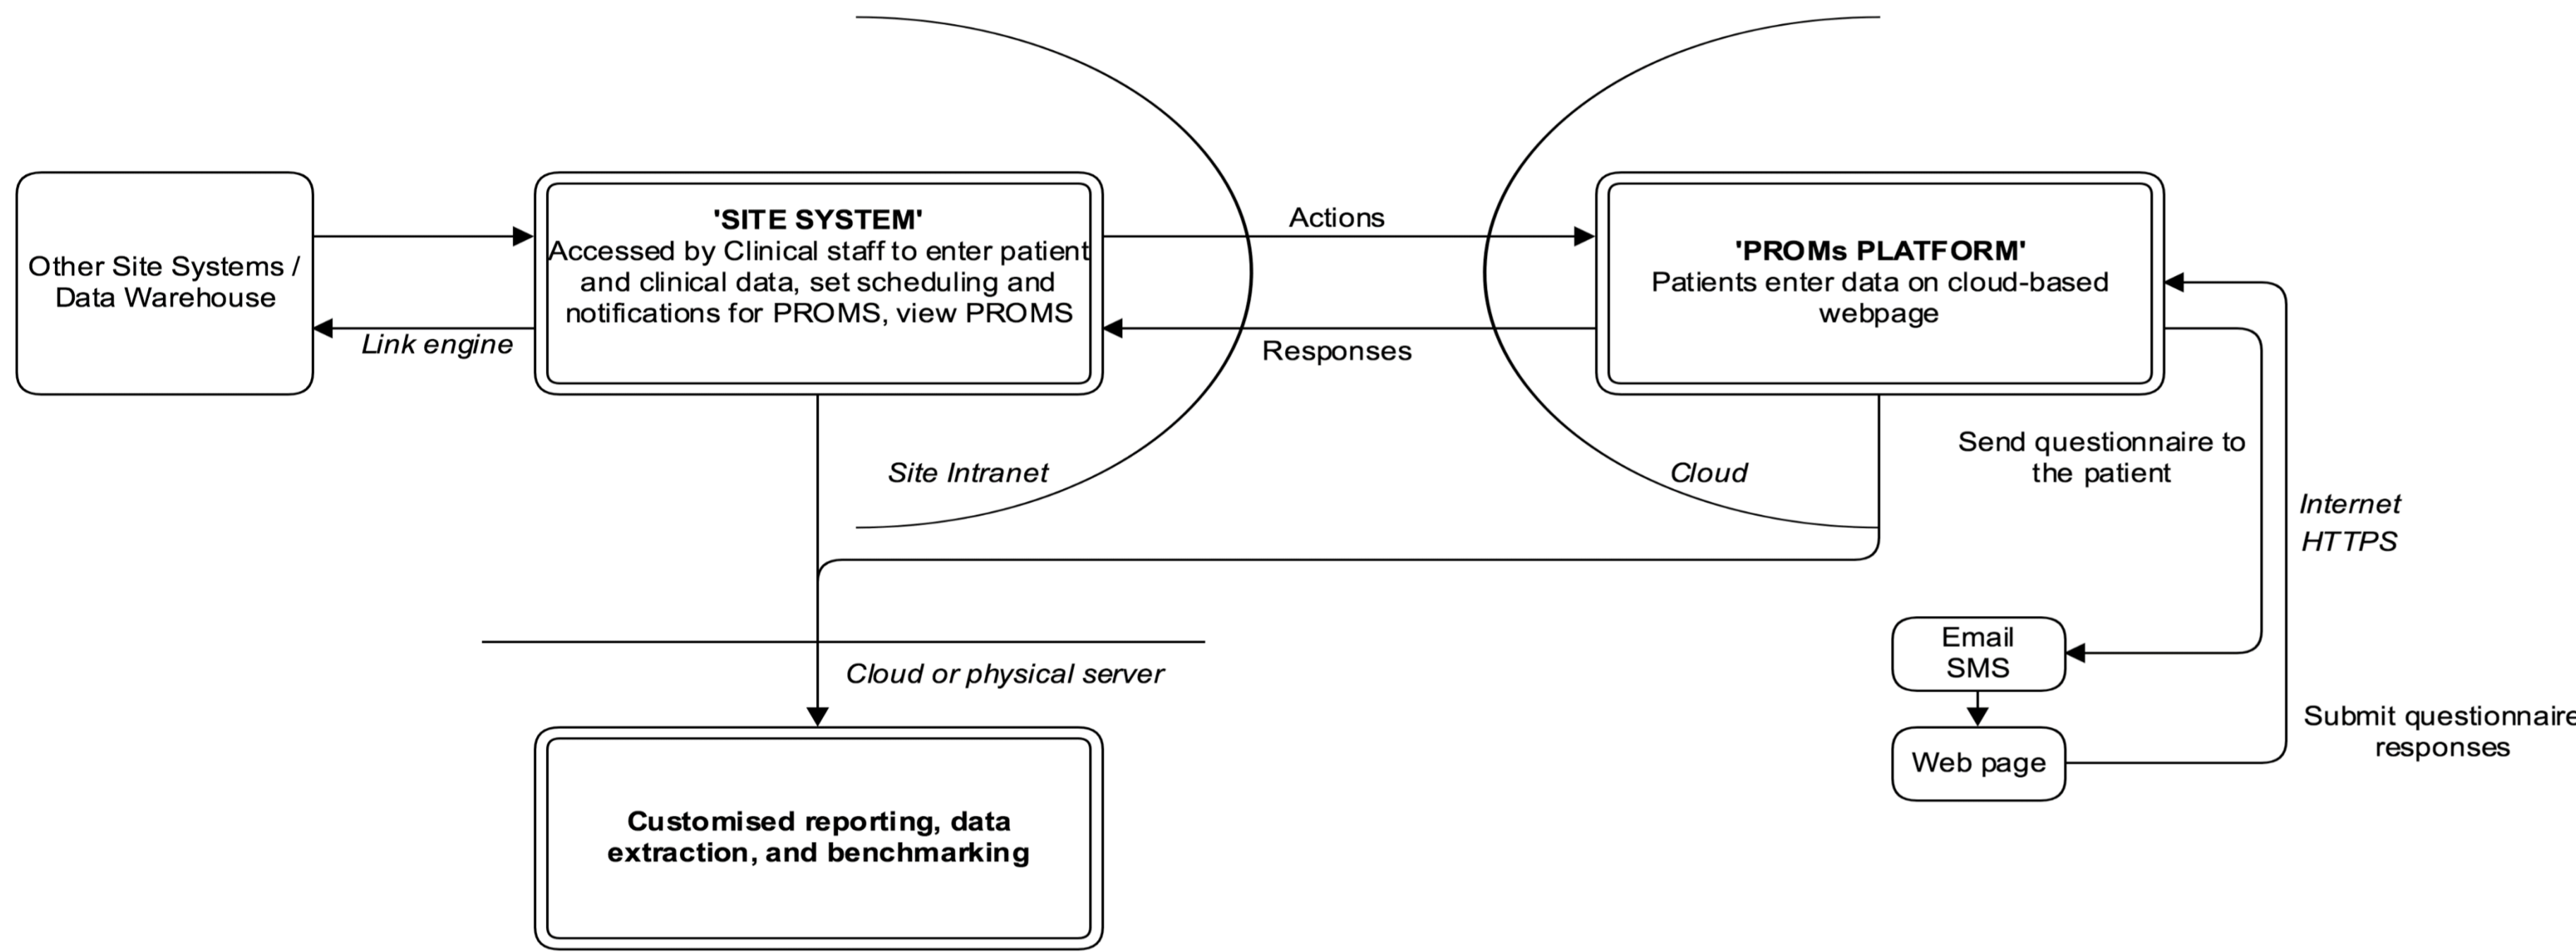 Other Site Systems /
Data Warehouse
Link engine
'SITE SYSTEM'
Accessed by Clinical staff to enter patient
and clinical data, set scheduling and
notifications for PROMS, view PROMS
Actions
Responses
'PROMs PLATFORM'
Patients enter data on cloud-based
webpage
Site Intranet
Cloud
Send questionnaire to
the patient
Internet
HTTPS
Email
SMS
Web page
Submit questionnaire
responses
Cloud or physical server
Customised reporting, data
extraction, and benchmarking